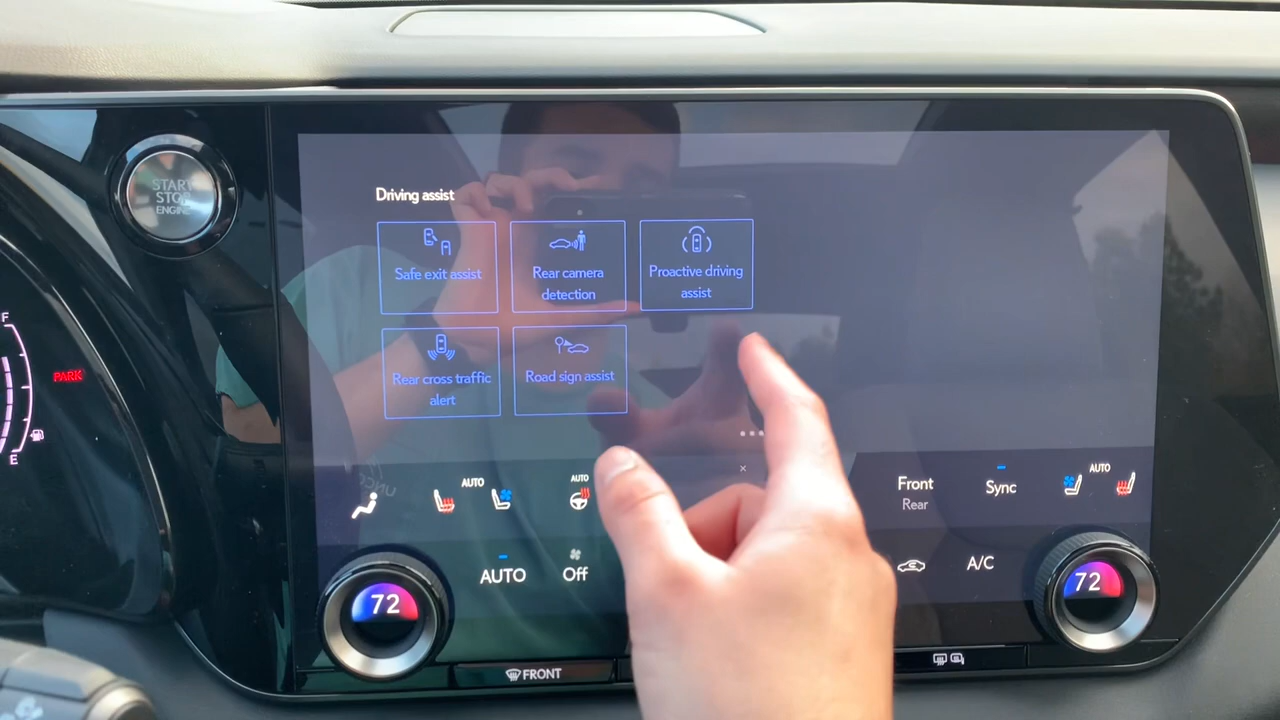 START
STOP
ENGINE
Driving assist
Safe exit assist
Rear camera
detection
Proactive driving
assist
Rear cross traffic
alert
Road sign assist
F
PARK
E
AUTO
AUTO
Front
Rear
Sync
AUTO
AUTO
Off
A/C
72
72
FRONT